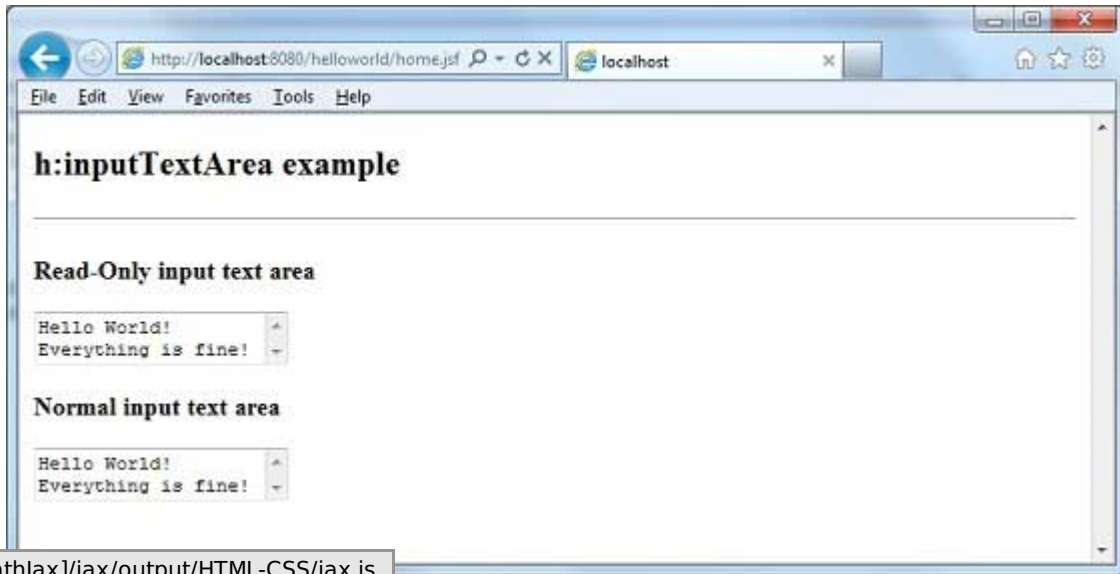 http://localhost:8080/helloworld/home.jsf
localhost
File Edit View Favorites Tools Help
h:inputTextArea example
Read-Only input text area
Hello World!
Everything is fine!
Normal input text area
Hello World!
Everything is fine!
thJax]/jax/output/HTML-CSS/jax.js